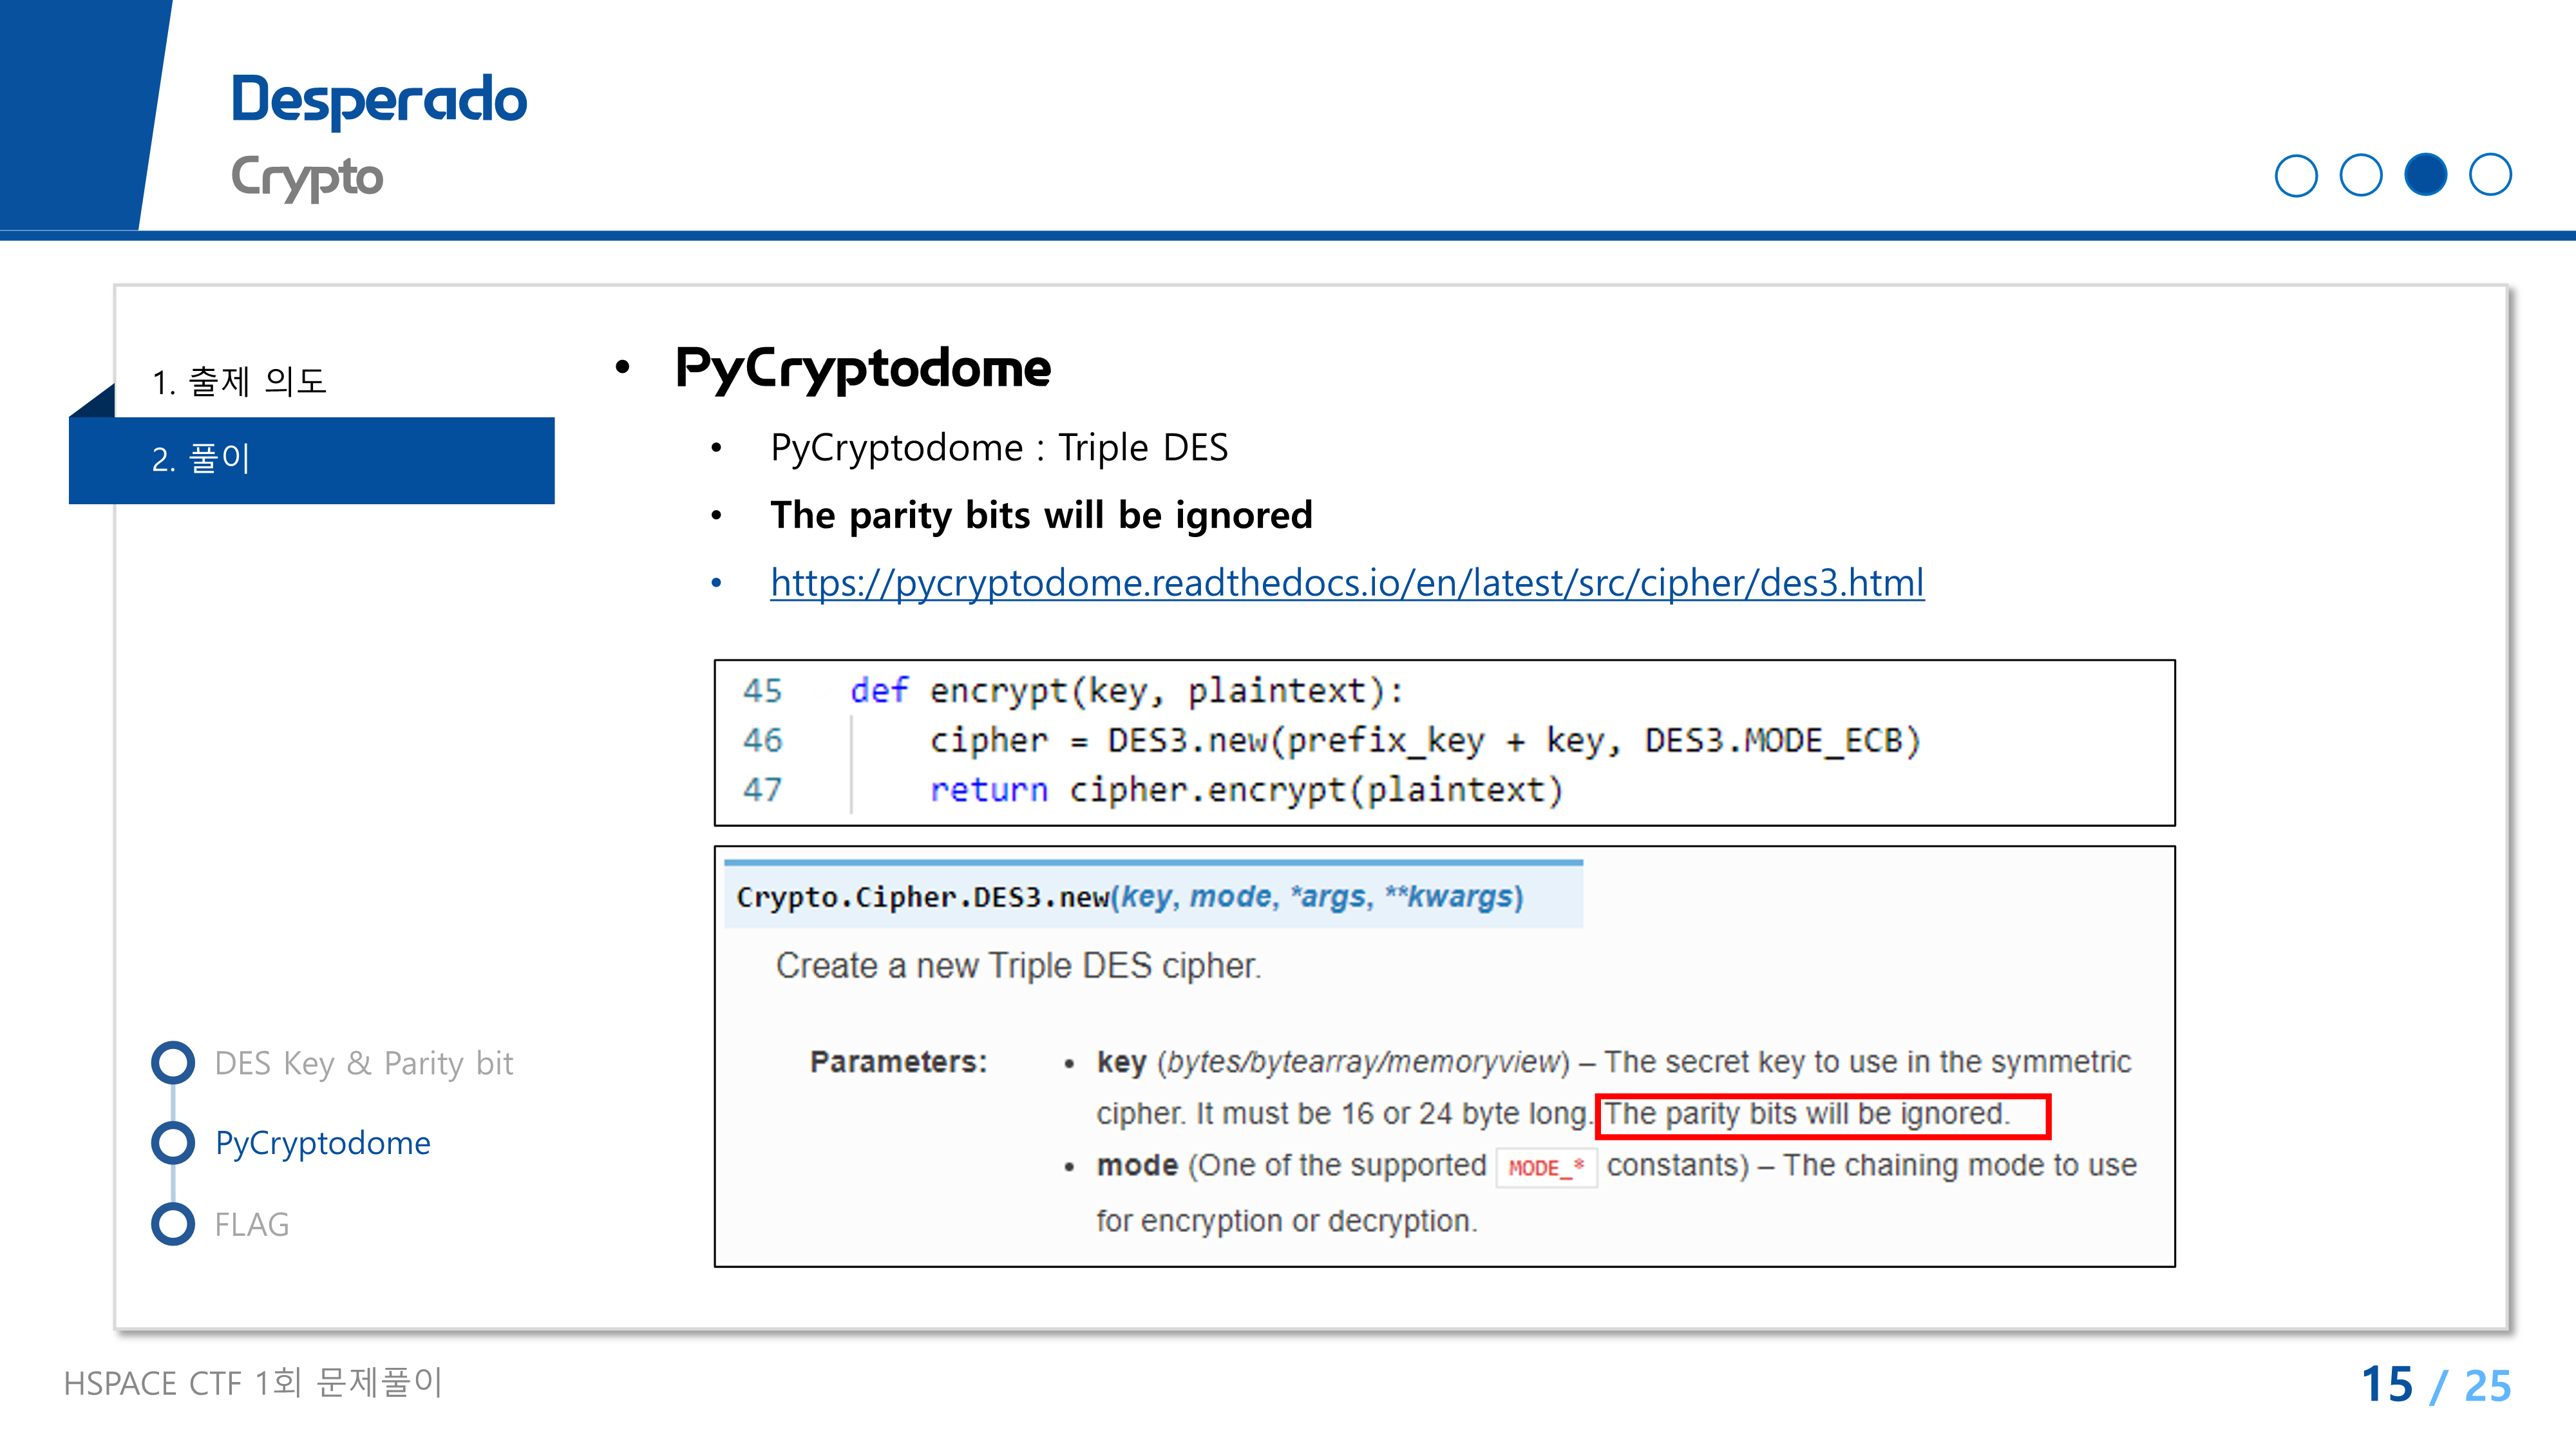 Desperado
Crypto
1. 출제 의도
2. 풀이
DES Key & Parity bit
PyCryptodome
FLAG
• PyCryptodome
• PyCryptodome : Triple DES
• The parity bits will be ignored
• https://pycryptodome.readthedocs.io/en/latest/src/cipher/des3.html
45 def encrypt(key, plaintext):
46 cipher = DES3.new(prefix_key + key, DES3.MODE_ECB)
47 return cipher.encrypt(plaintext)
Crypto.Cipher.DES3.new(key, mode, *args, **kwargs)
Create a new Triple DES cipher.
Parameters: • key (bytes/bytearray/memoryview) – The secret key to use in the symmetric
cipher. It must be 16 or 24 byte long. The parity bits will be ignored.
• mode (One of the supported MODE_* constants) – The chaining mode to use
for encryption or decryption.
HSPACE CTF 1회 문제풀이
15 / 25